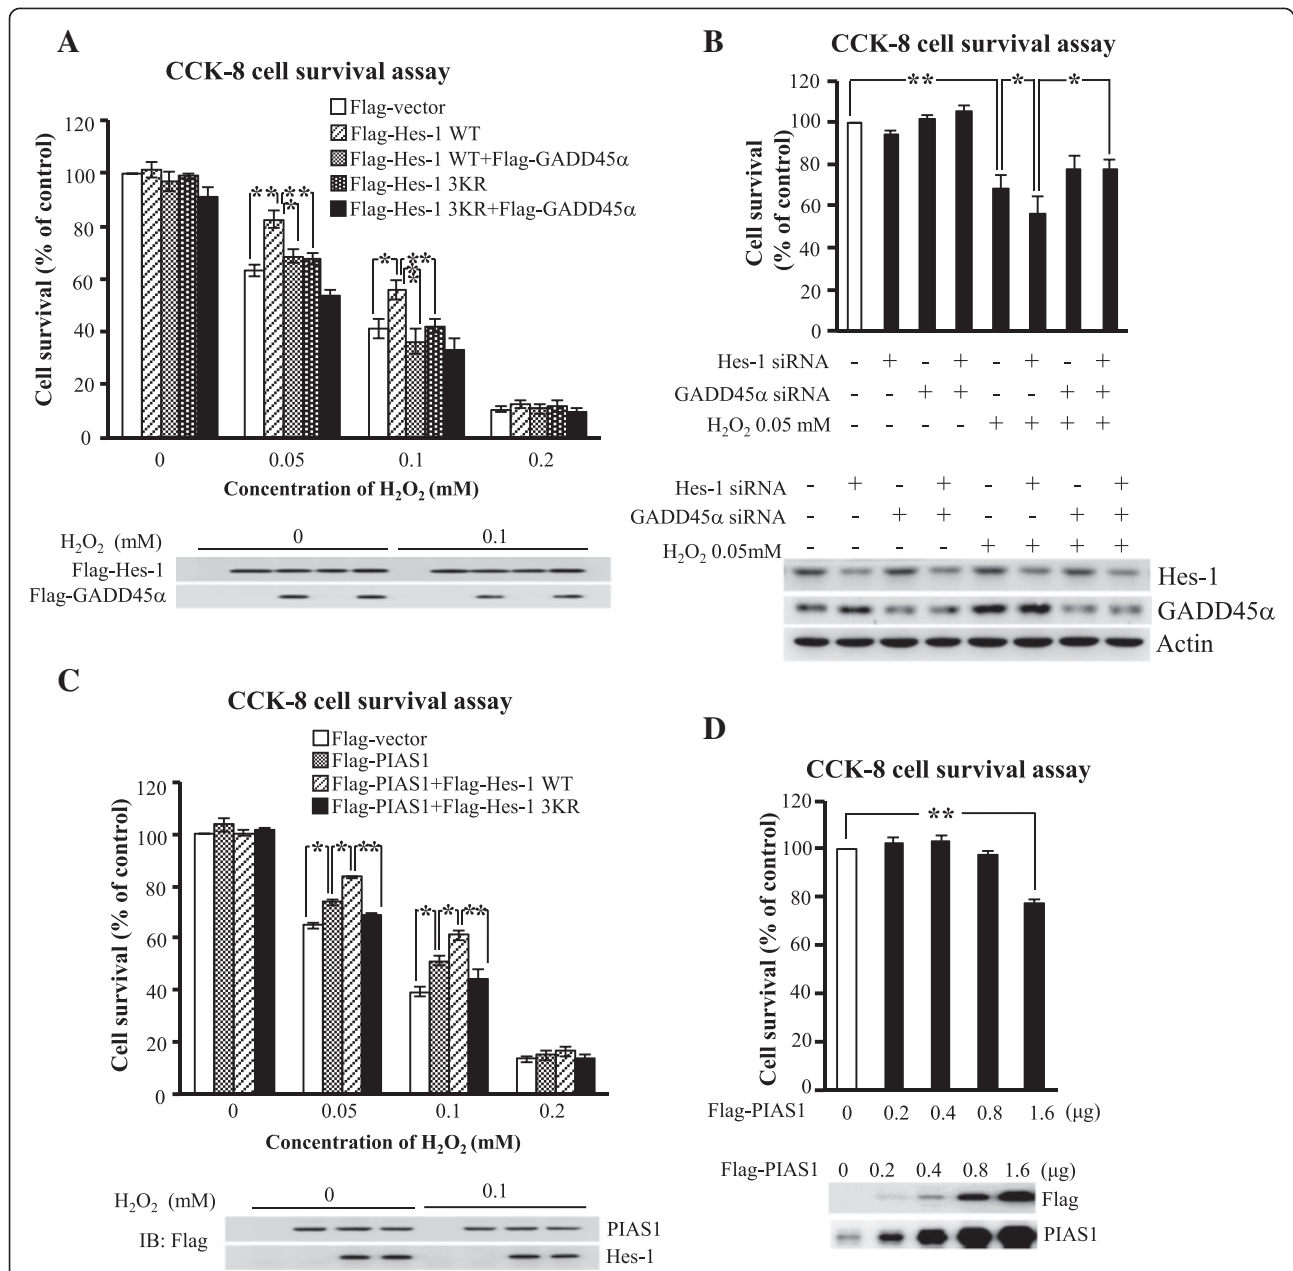 A
CCK-8 cell survival assay
Flag-vector
Flag-Hes-1 WT
Flag-Hes-1 WT+Flag-GADD45α
Flag-Hes-1 3KR
Flag-Hes-1 3KR+Flag-GADD45α
Cell survival (% of control)
120
100
80
60
40
20
0
** ** * * ** **
0 0.05 0.1 0.2
Concentration of H₂O₂ (mM)
H₂O₂ (mM) 0 0.1
Flag-Hes-1
Flag-GADD45α
B
CCK-8 cell survival assay
Cell survival
(% of control)
120
100
80
60
40
20
0
** * *
Hes-1 siRNA - + - + - + - +
GADD45α siRNA - - + + - - + +
H₂O₂ 0.05 mM - - - - + + + +
Hes-1 siRNA - + - + - + - +
GADD45α siRNA - - + + - - + +
H₂O₂ 0.05mM - - - - + + + +
Hes-1
GADD45α
Actin
C
CCK-8 cell survival assay
Flag-vector
Flag-PIAS1
Flag-PIAS1+Flag-Hes-1 WT
Flag-PIAS1+Flag-Hes-1 3KR
Cell survival (% of control)
120
100
80
60
40
20
0
* * ** * * **
0 0.05 0.1 0.2
Concentration of H₂O₂ (mM)
H₂O₂ (mM) 0 0.1
IB: Flag
PIAS1
Hes-1
D
CCK-8 cell survival assay
Cell survival (% of control)
120
100
80
60
40
20
0
**
Flag-PIAS1 0 0.2 0.4 0.8 1.6 (µg)
Flag-PIAS1 0 0.2 0.4 0.8 1.6 (µg)
Flag
PIAS1